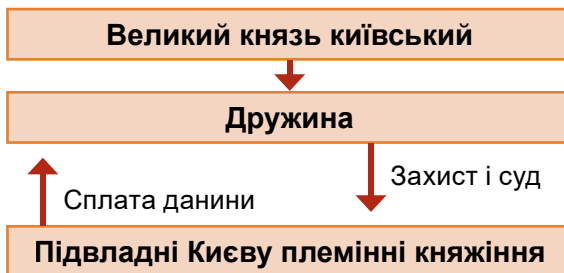 Великий князь київський
Дружина
Захист і суд
Сплата данини
Підвладні Києву племінні княжіння